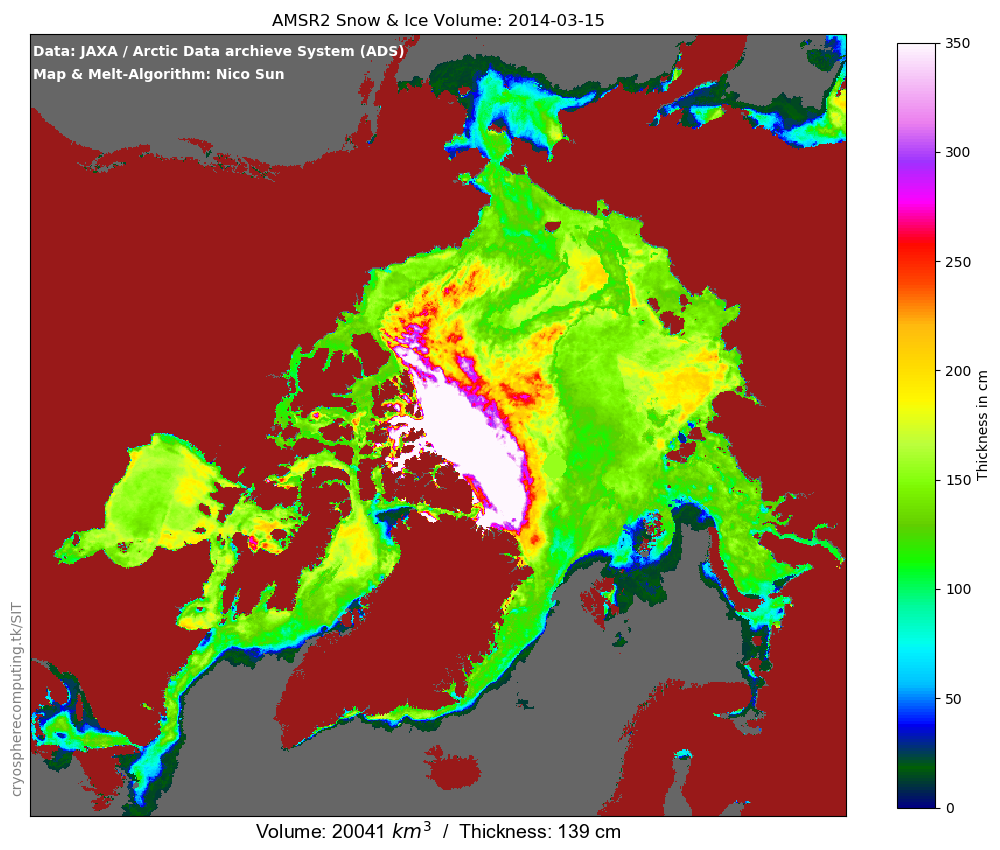 AMSR2 Snow & Ice Volume: 2014-03-15
Data: JAXA / Arctic Data archieve System (ADS)
Map & Melt-Algorithm: Nico Sun
350
300
250
200
150
100
50
0
Thickness in cm
cryospherecomputing.tk/SIT
Volume: 20041 km³ / Thickness: 139 cm